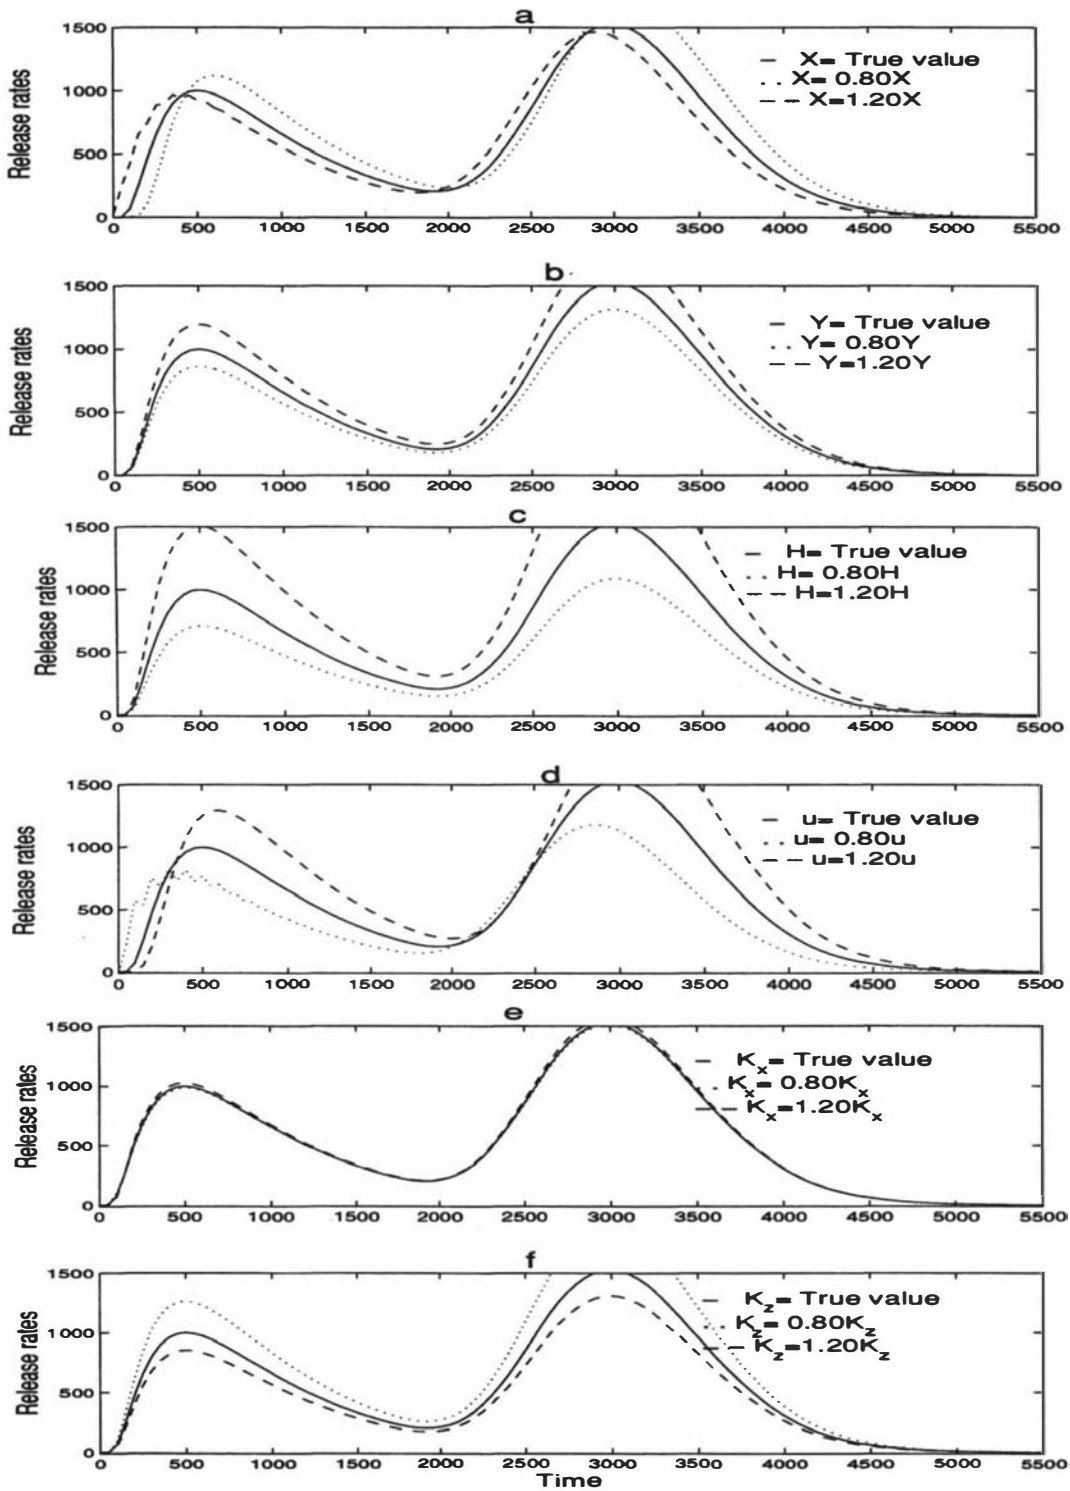 a
1500
X= True value
X= 0.80X
X=1.20X
1000
500
0
Release rates
0 500 1000 1500 2000 2500 3000 3500 4000 4500 5000 5500
b
1500
Y= True value
Y= 0.80Y
Y=1.20Y
1000
500
0
Release rates
0 500 1000 1500 2000 2500 3000 3500 4000 4500 5000 5500
c
1500
H= True value
H= 0.80H
H=1.20H
1000
500
0
Release rates
0 500 1000 1500 2000 2500 3000 3500 4000 4500 5000 5500
d
1500
u= True value
u= 0.80u
u=1.20u
1000
500
0
Release rates
0 500 1000 1500 2000 2500 3000 3500 4000 4500 5000 5500
e
1500
Kx= True value
Kx= 0.80Kx
Kx=1.20Kx
1000
500
0
Release rates
0 500 1000 1500 2000 2500 3000 3500 4000 4500 5000 5500
f
1500
Kz= True value
Kz= 0.80Kz
Kz=1.20Kz
1000
500
0
Release rates
0 500 1000 1500 2000 2500 3000 3500 4000 4500 5000 5500
Time